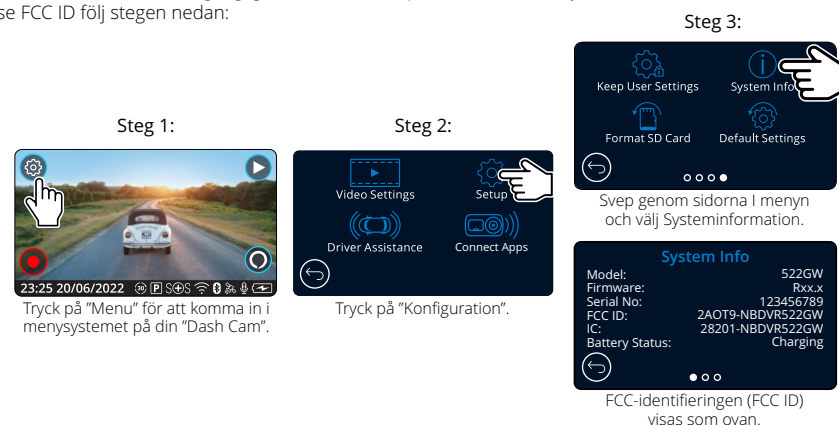 se FCC ID följ stegen nedan:
Steg 1:
23:25 20/06/2022
Tryck på ”Menu” för att komma in i
menysystemet på din ”Dash Cam”.
Steg 2:
Video Settings
Setup
Driver Assistance
Connect Apps
Tryck på ”Konfiguration”.
Steg 3:
Keep User Settings
System Info
Format SD Card
Default Settings
Svep genom sidorna I menyn
och välj Systeminformation.
System Info
Model: 522GW
Firmware: Rxx.x
Serial No: 123456789
FCC ID: 2AOT9-NBDVR522GW
IC: 28201-NBDVR522GW
Battery Status: Charging
FCC-identifieringen (FCC ID)
visas som ovan.